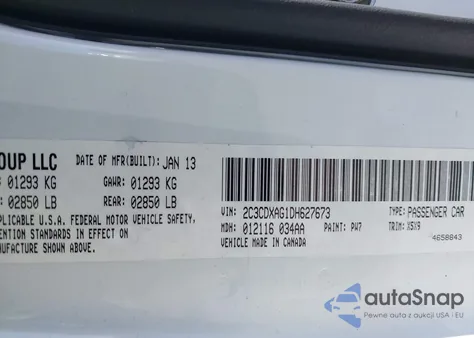 OUP LLC DATE OF MFR(BUILT): JAN 13
01293 KG GAWR: 01293 KG
02850 LB REAR 02850 LB
PLICABLE U.S.A. FEDERAL MOTOR VEHICLE SAFETY,
EVENTION STANDARDS IN EFFECT ON
ANUFACTURE SHOWN ABOVE.
VIN: 2C3CDXAG1DH627673 TYPE: PASSENGER CAR
MDH: 012116 034AA PAINT: PW7 TRIM: X5X9
VEHICLE MADE IN CANADA 4658843
autaSnap
Pewne auta z aukcji USA i EU